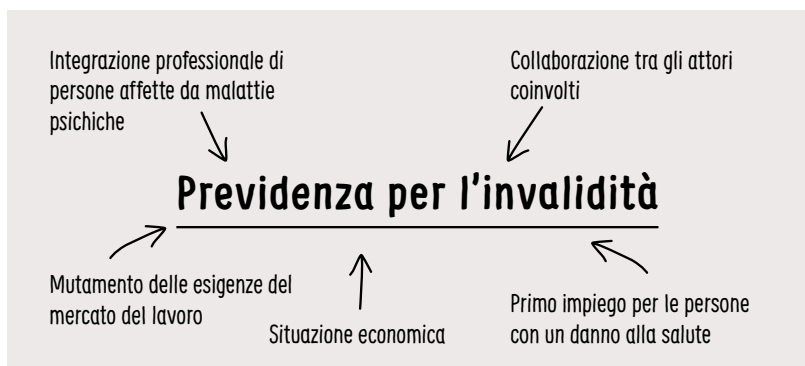 Integrazione professionale di
persone affette da malattie
psichiche
Collaborazione tra gli attori
coinvolti
Previdenza per l'invalidità
Mutamento delle esigenze del
mercato del lavoro
Situazione economica
Primo impiego per le persone
con un danno alla salute